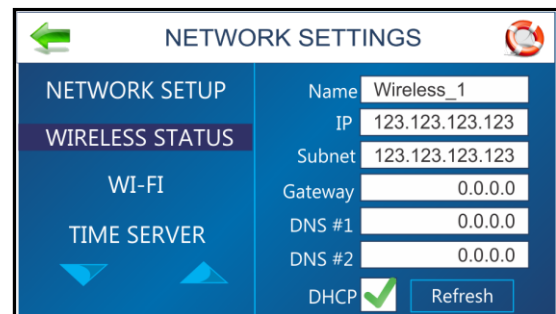 NETWORK SETTINGS
NETWORK SETUP
WIRELESS STATUS
WI-FI
TIME SERVER
Name Wireless_1
IP 123.123.123.123
Subnet 123.123.123.123
Gateway 0.0.0.0
DNS #1 0.0.0.0
DNS #2 0.0.0.0
DHCP Refresh